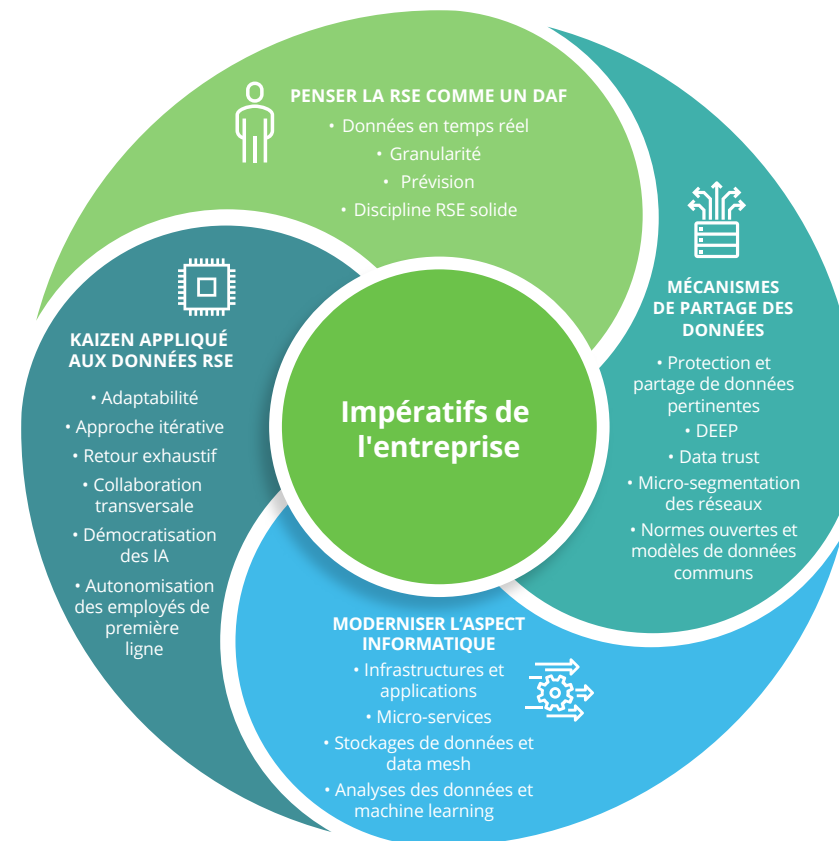 PENSER LA RSE COMME UN DAF
• Données en temps réel
• Granularité
• Prévision
• Discipline RSE solide
MÉCANISMES
DE PARTAGE DES
DONNÉES
• Protection et
partage de données
pertinentes
• DEEP
• Data trust
• Micro-segmentation
des réseaux
• Normes ouvertes et
modèles de données
communs
KAIZEN APPLIQUÉ
AUX DONNÉES RSE
• Adaptabilité
• Approche itérative
• Retour exhaustif
• Collaboration
transversale
• Démocratisation
des IA
• Autonomisation
des employés de
première
ligne
Impératifs de
l'entreprise
MODERNISER L’ASPECT
INFORMATIQUE
• Infrastructures et
applications
• Micro-services
• Stockages de données et
data mesh
• Analyses des données et
machine learning